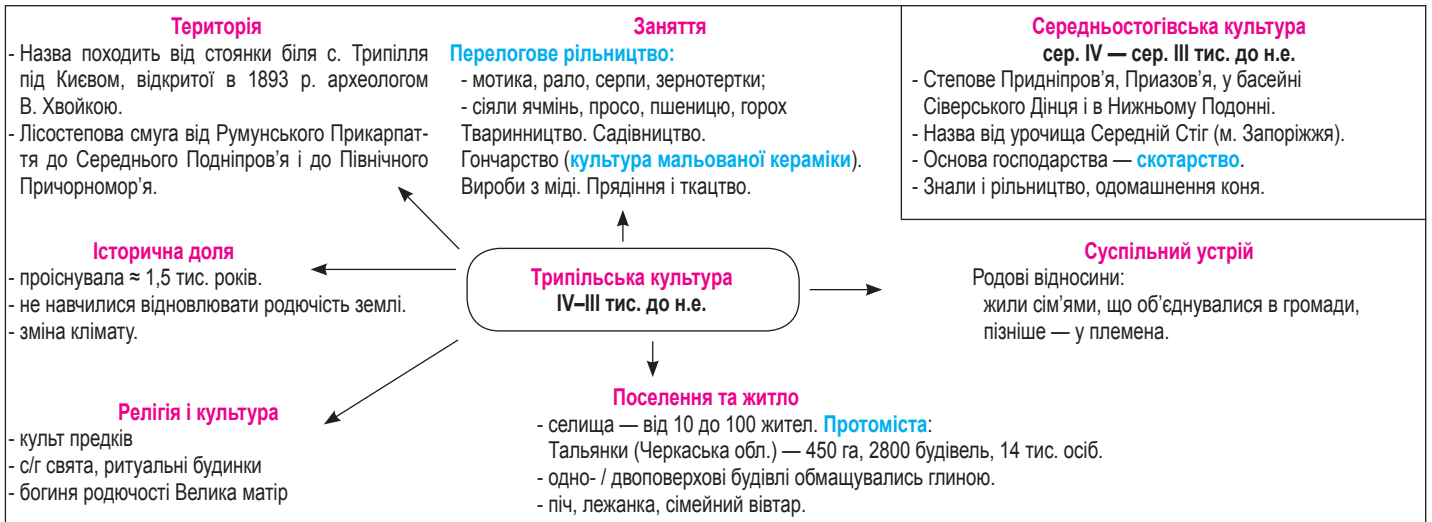 Територія
- Назва походить від стоянки біля с. Трипілля
під Києвом, відкритої в 1893 р. археологом
В. Хвойкою.
- Лісостепова смуга від Румунського Прикарпат-
тя до Середнього Подніпров’я і до Північного
Причорномор’я.
Заняття
Перелогове рільництво:
- мотика, рало, серпи, зернотертки;
- сіяли ячмінь, просо, пшеницю, горох
Тваринництво. Садівництво.
Гончарство (культура мальованої кераміки).
Вироби з міді. Прядіння і ткацтво.
Середньостогівська культура
сер. IV — сер. III тис. до н.е.
- Степове Придніпров’я, Приазов’я, у басейні
Сіверського Дінця і в Нижньому Подонні.
- Назва від урочища Середній Стіг (м. Запоріжжя).
- Основа господарства — скотарство.
- Знали і рільництво, одомашнення коня.
Історична доля
- проіснувала ≈ 1,5 тис. років.
- не навчилися відновлювати родючість землі.
- зміна клімату.
Трипільська культура
IV–III тис. до н.е.
Суспільний устрій
Родові відносини:
жили сім’ями, що об’єднувалися в громади,
пізніше — у племена.
Релігія і культура
- культ предків
- с/г свята, ритуальні будинки
- богиня родючості Велика матір
Поселення та житло
- селища — від 10 до 100 жител. Протоміста:
Тальянки (Черкаська обл.) — 450 га, 2800 будівель, 14 тис. осіб.
- одно- / двоповерхові будівлі обмащувались глиною.
- піч, лежанка, сімейний вівтар.